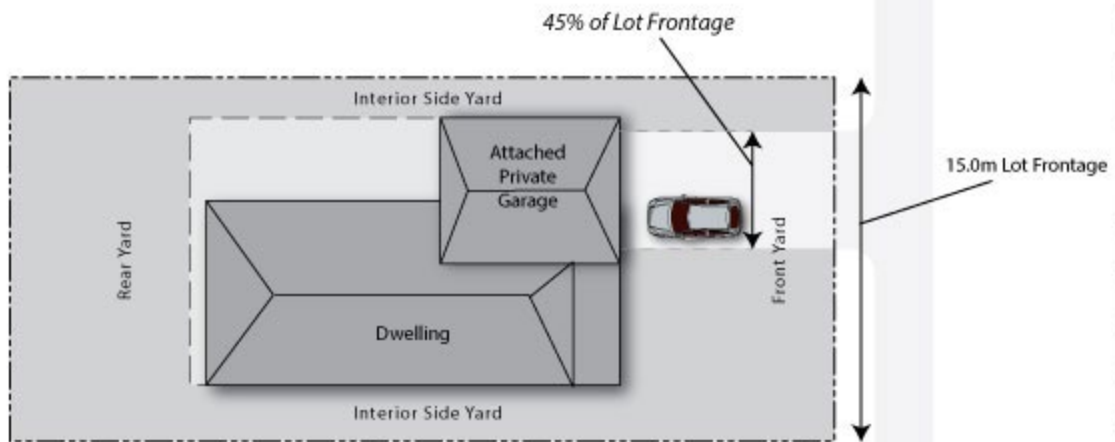 45% of Lot Frontage
Interior Side Yard
Attached
Private
Garage
15.0m Lot Frontage
Rear Yard
Front Yard
Dwelling
Interior Side Yard